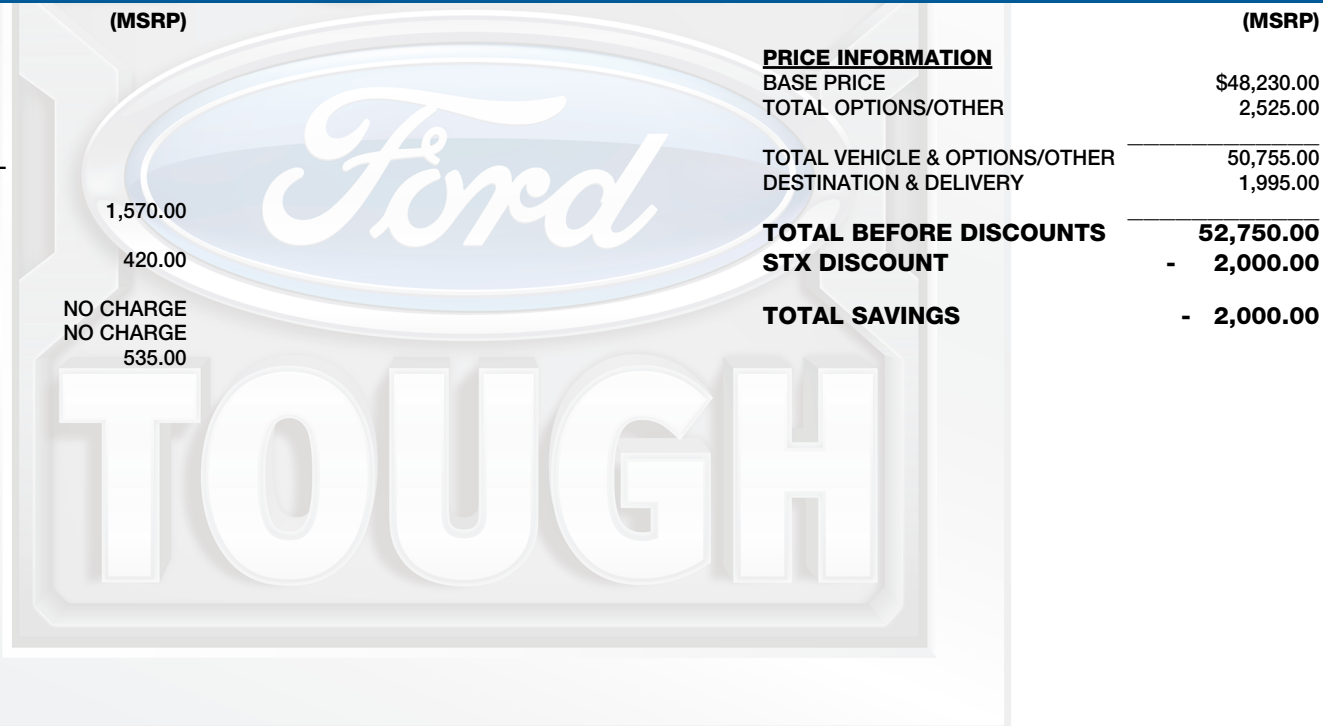 (MSRP)
1,570.00
420.00
NO CHARGE
NO CHARGE
535.00
(MSRP)
PRICE INFORMATION
BASE PRICE $48,230.00
TOTAL OPTIONS/OTHER 2,525.00
TOTAL VEHICLE & OPTIONS/OTHER 50,755.00
DESTINATION & DELIVERY 1,995.00
TOTAL BEFORE DISCOUNTS 52,750.00
STX DISCOUNT - 2,000.00
TOTAL SAVINGS - 2,000.00
Ford
TOUGH